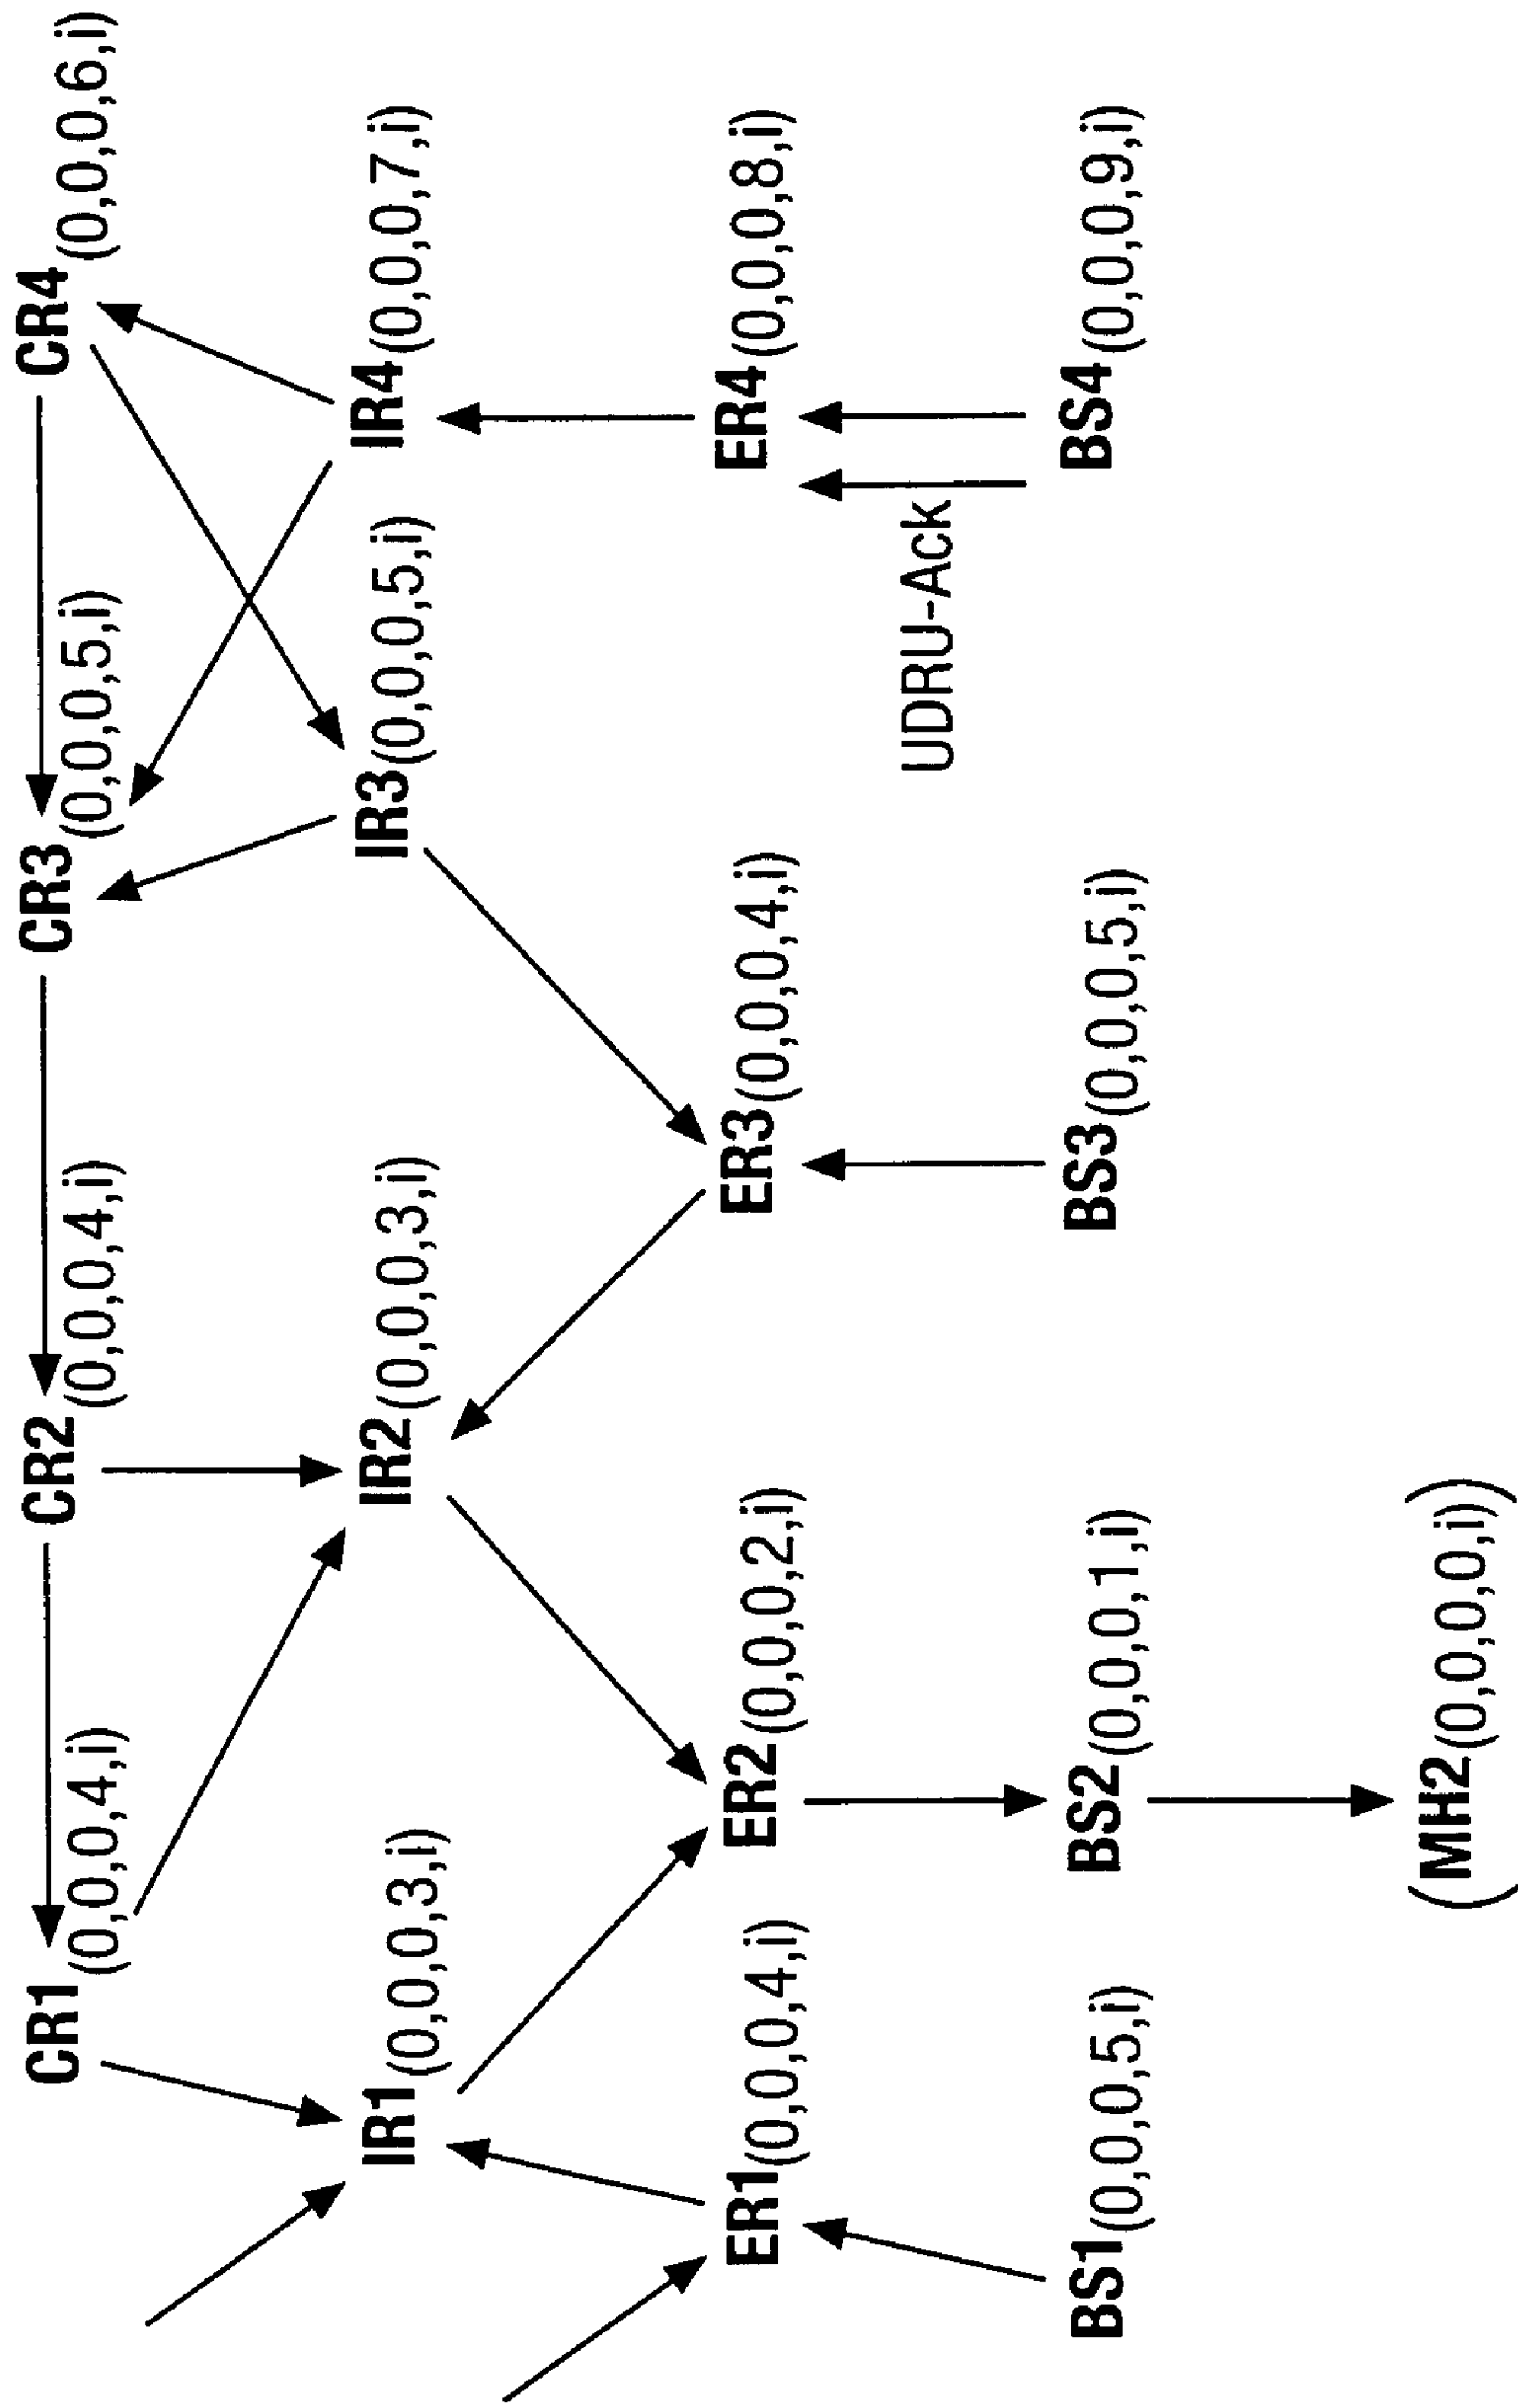 CR1(0,0,0,4,i)
CR2(0,0,0,4,i)
CR3(0,0,0,5,i)
CR4(0,0,0,6,i)
IR1(0,0,0,3,i)
IR2(0,0,0,3,i)
IR3(0,0,0,5,i)
IR4(0,0,0,7,i)
ER1(0,0,0,4,i)
ER2(0,0,0,2,i)
ER3(0,0,0,4,i)
ER4(0,0,0,8,i)
UDRU-Ack
BS1(0,0,0,5,i)
BS2(0,0,0,1,i)
BS3(0,0,0,5,i)
BS4(0,0,0,9,i)
(MH2(0,0,0,0,i))